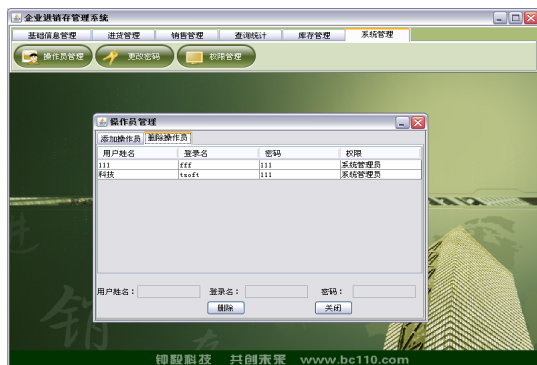 企业进销存管理系统
基础信息管理 进货管理 销售管理 查询统计 库存管理 系统管理
操作员管理 更改密码 权限管理
操作员管理
添加操作员 删除操作员
用户姓名 登录名 密码 权限
111 fff 111 系统管理员
科技 tsoft 111 系统管理员
用户姓名： 登录名： 密码：
删除 关闭
销 存
共创未来 www.bc110.com